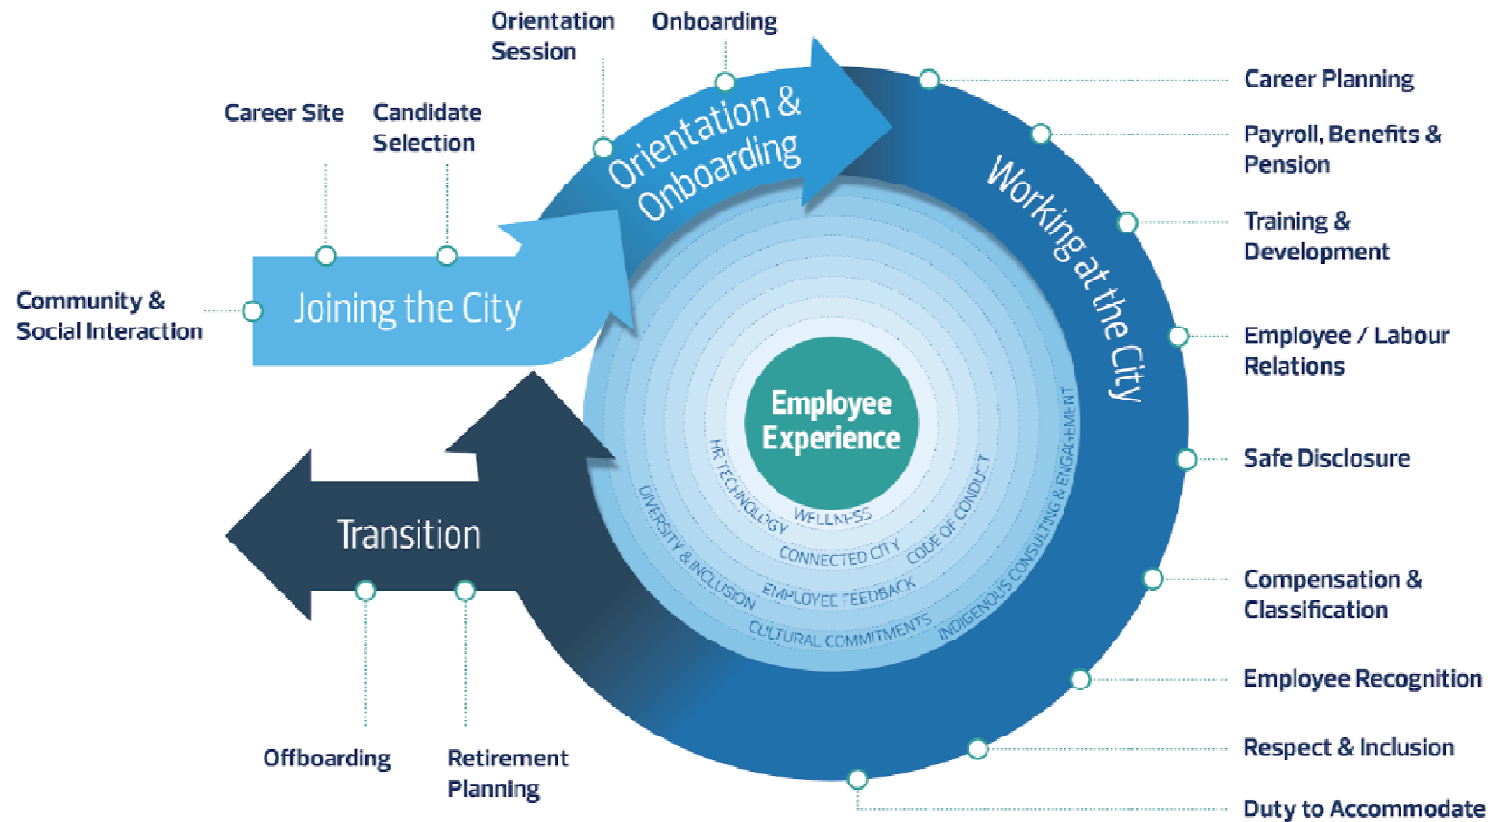 Orientation
Session
Onboarding
Career Site
Candidate
Selection
Community &
Social Interaction
Joining the City
Orientation &
Onboarding
Working at the City
Career Planning
Payroll, Benefits &
Pension
Training &
Development
Employee / Labour
Relations
Safe Disclosure
Compensation &
Classification
Employee Recognition
Respect & Inclusion
Duty to Accommodate
Employee
Experience
WELLNESS
HR TECHNOLOGY
CONNECTED CITY
CODE OF CONDUCT
EMPLOYEE FEEDBACK
DIVERSITY & INCLUSION
CULTURAL COMMITMENTS
INDIGENOUS CONSULTING & ENGAGEMENT
Transition
Offboarding
Retirement
Planning